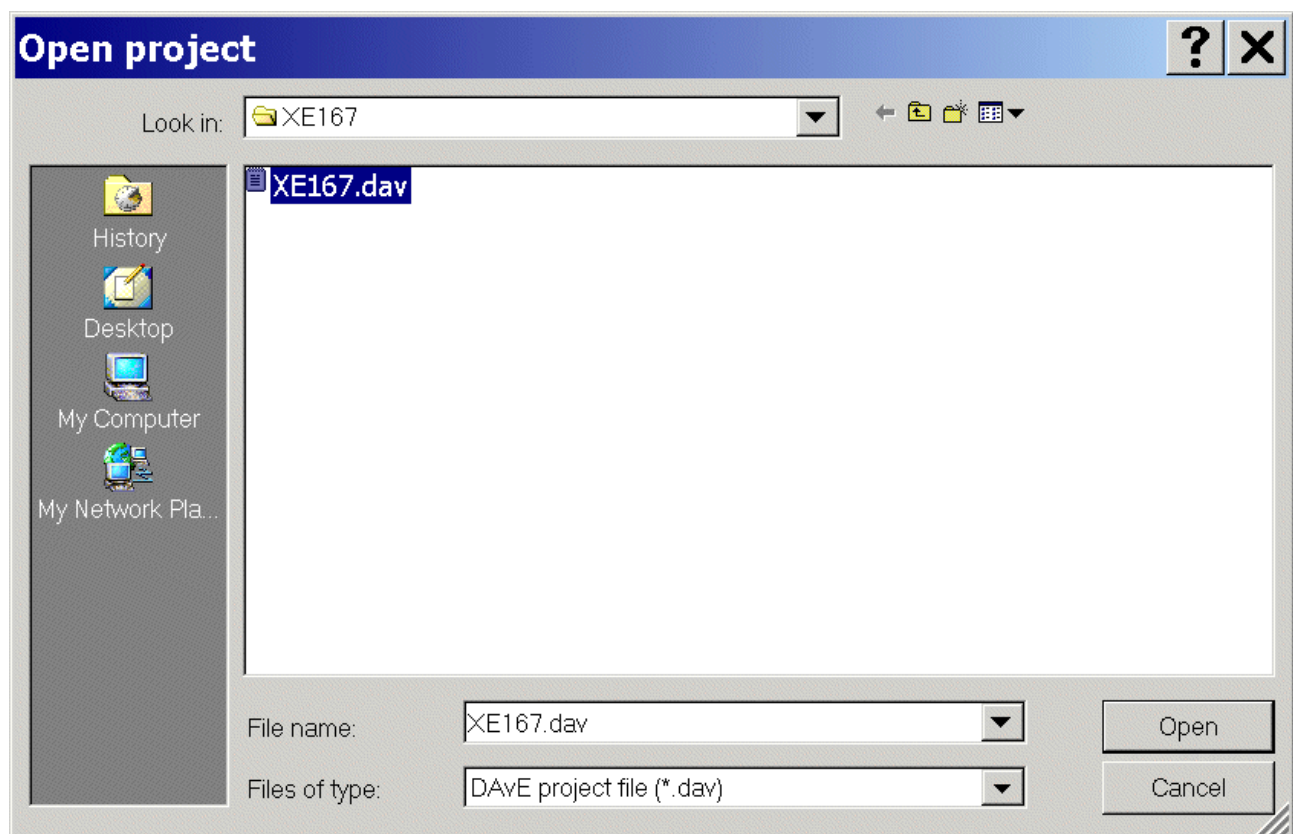 Open project
Look in: XE167
XE167.dav
History
Desktop
My Computer
My Network Pla...
File name: XE167.dav Open
Files of type: DAvE project file (*.dav) Cancel